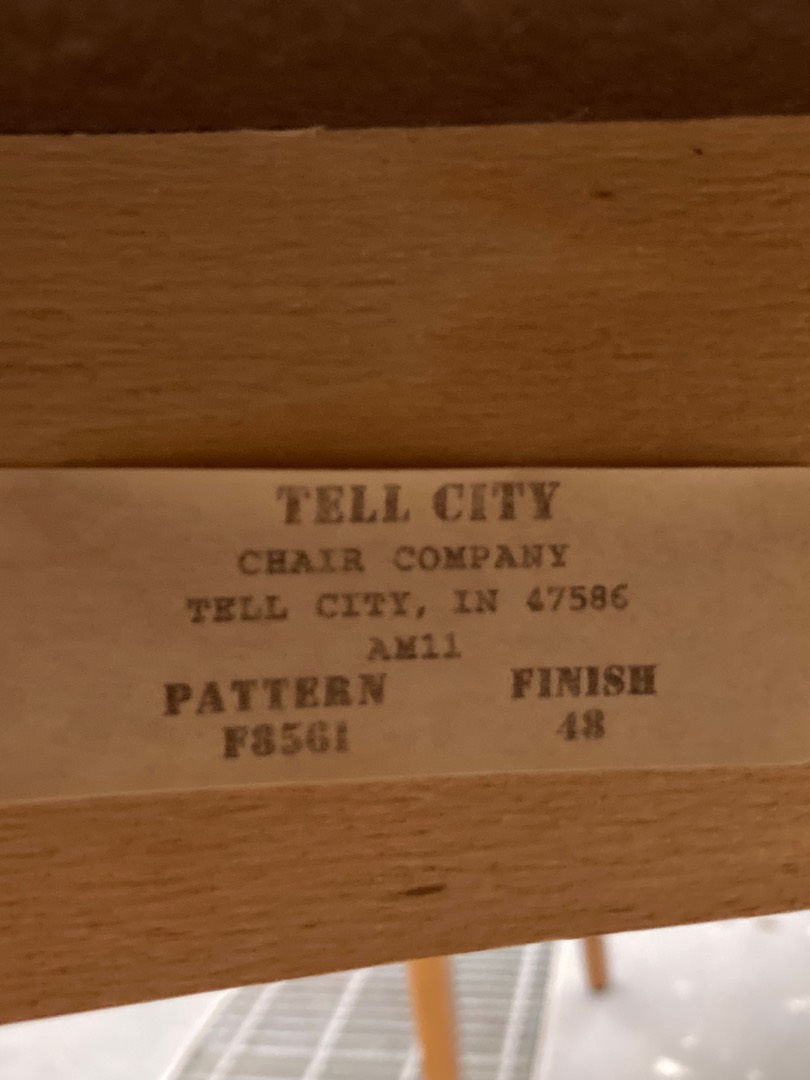 TELL CITY
CHAIR COMPANY
TELL CITY, IN 47586
AM11
PATTERN FINISH
F8561 48